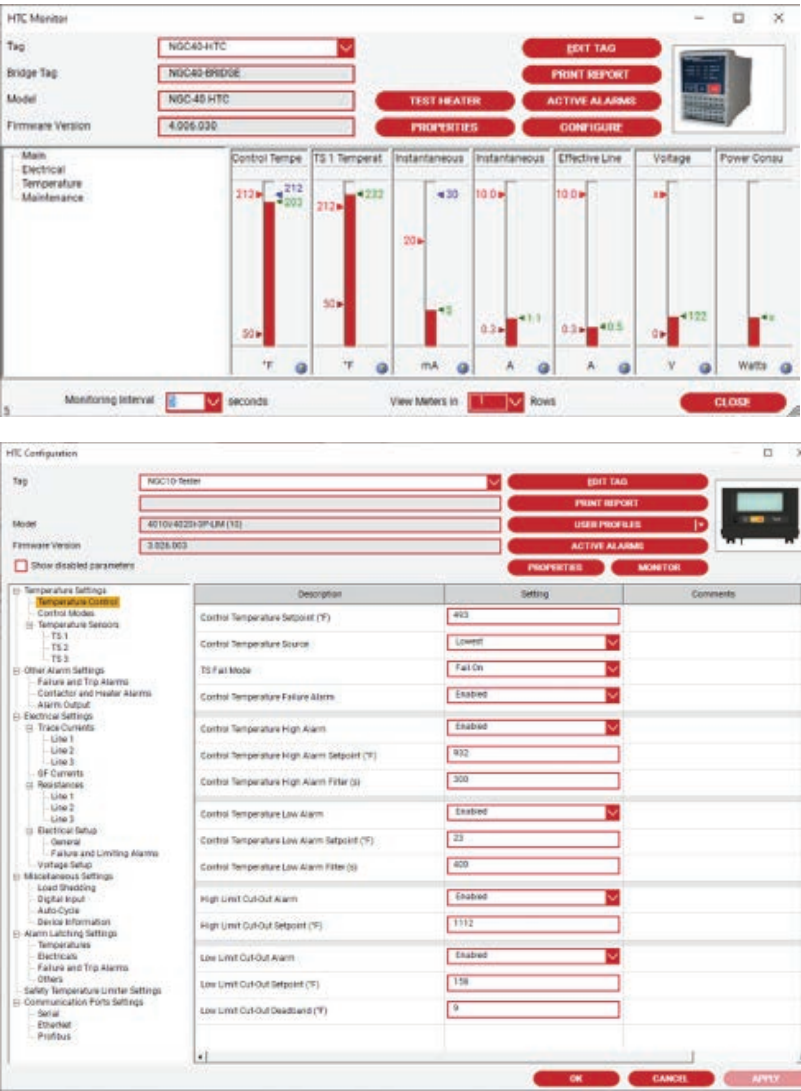 HTC Monitor
Tag NGC40-HTC EDIT TAG
Bridge Tag NGC40-BRIDGE PRINT REPORT
Model NGC-40 HTC TEST HEATER ACTIVE ALARMS
Firmware Version 4.006.030 PROPERTIES CONFIGURE
Main
Electrical
Temperature
Maintenance
Control Tempe TS 1 Temperat Instantaneous Instantaneous Effective Line Voltage Power Consu
212 212 203 50 °F
232 212 50 °F
30 20 mA
10.0 1.1 0.3 A
10.0 0.5 0.3 A
122 V
Watts
5 Monitoring Interval seconds View Meters in 1 Rows CLOSE
HTC Configuration
Tag NGC10-Tester EDIT TAG
PRINT REPORT
Model USER PROFILES
Firmware Version 3.026.003 ACTIVE ALARMS
Show disabled parameters PROPERTIES MONITOR
Temperature Settings
Temperature Control
Control Modes
Temperature Sensors
TS 1
TS 2
TS 3
Other Alarm Settings
Failure and Trip Alarms
Contactor and Heater Alarms
Alarm Output
Electrical Settings
Trace Currents
Line 1
Line 2
Line 3
GF Currents
Resistances
Line 1
Line 2
Line 3
Electrical Setup
General
Failure and Limiting Alarms
Voltage Setup
Miscellaneous Settings
Load Shedding
Digital Input
Auto-Cycle
Device Information
Alarm Latching Settings
Temperatures
Electricals
Failure and Trip Alarms
Others
Safety Temperature Limiter Settings
Communication Ports Settings
Serial
Ethernet
Profibus
Description Setting Comments
Control Temperature Setpoint (°F) 493
Control Temperature Source Lowest
TS Fail Mode Fail On
Control Temperature Failure Alarm Enabled
Control Temperature High Alarm Enabled
Control Temperature High Alarm Setpoint (°F) 932
Control Temperature High Alarm Filter (s) 300
Control Temperature Low Alarm Enabled
Control Temperature Low Alarm Setpoint (°F) 23
Control Temperature Low Alarm Filter (s) 400
High Limit Cut-Out Alarm Enabled
High Limit Cut-Out Setpoint (°F) 1112
Low Limit Cut-Out Alarm Enabled
Low Limit Cut-Out Setpoint (°F) 158
Low Limit Cut-Out Deadband (°F) 9
OK CANCEL APPLY